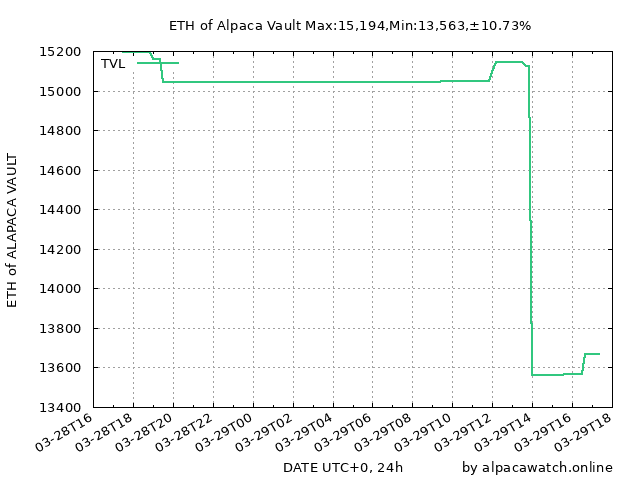 ETH of Alpaca Vault Max:15,194,Min:13,563,±10.73%
TVL
15200
15000
14800
14600
14400
14200
14000
13800
13600
13400
ETH of ALAPACA VAULT
03-28T16
03-28T18
03-28T20
03-28T22
03-29T00
03-29T02
03-29T04
03-29T06
03-29T08
03-29T10
03-29T12
03-29T14
03-29T16
03-29T18
DATE UTC+0, 24h
by alpacawatch.online